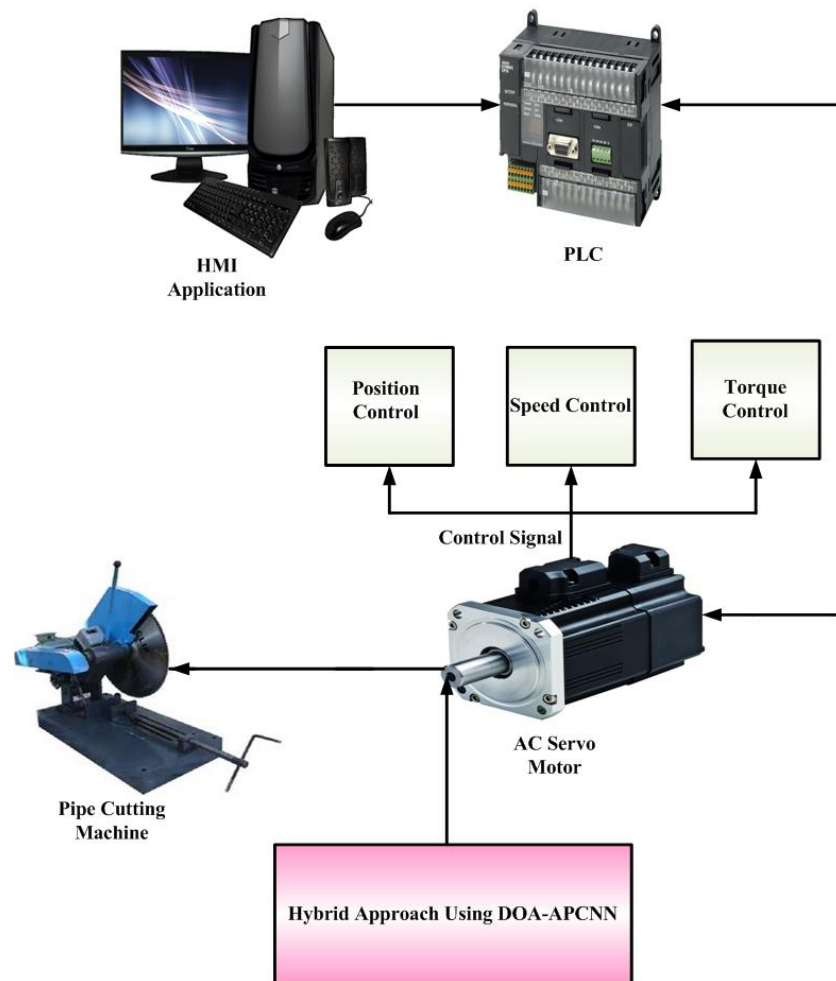 HMI
Application
PLC
Position
Control
Speed Control
Torque
Control
Control Signal
AC Servo
Motor
Pipe Cutting
Machine
Hybrid Approach Using DOA-APCNN